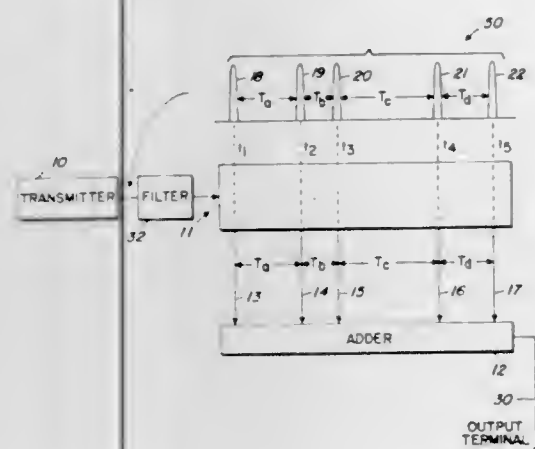 50
18 19 20 21 22
Ta Tb Tc Td
t1 t2 t3 t4 t5
10
TRANSMITTER
FILTER
32
11
Ta Tb Tc Td
13 14 15 16 17
ADDER
12
30
OUTPUT
TERMINAL